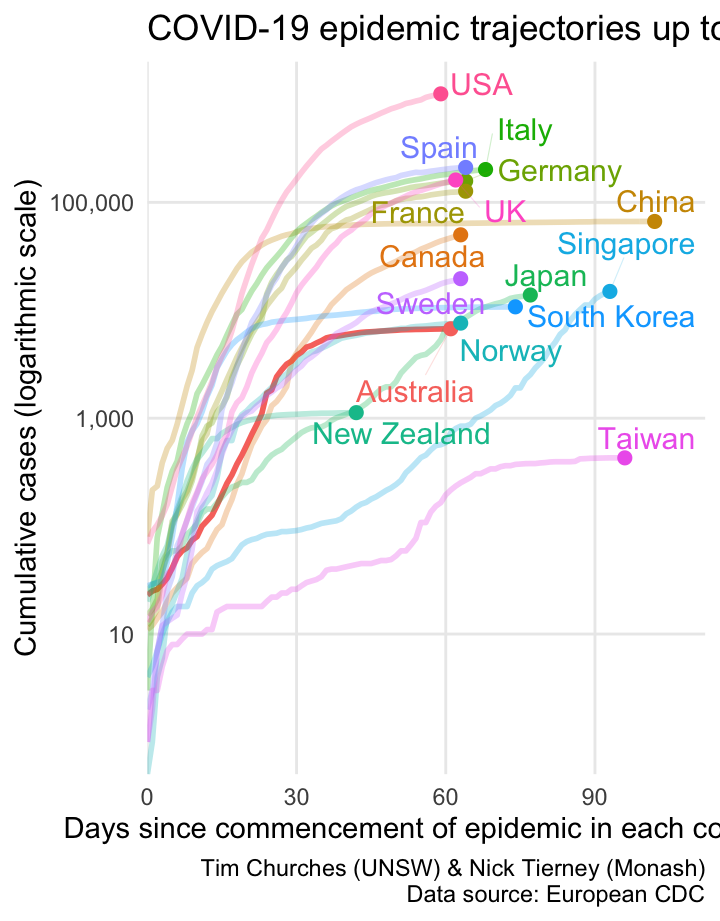 COVID-19 epidemic trajectories up to
USA
Italy
Spain
Germany
100,000
China
France
UK
Singapore
Canada
Japan
Sweden
South Korea
Norway
Australia
1,000
New Zealand
Taiwan
10
Cumulative cases (logarithmic scale)
0 30 60 90
Days since commencement of epidemic in each co
Tim Churches (UNSW) & Nick Tierney (Monash)
Data source: European CDC